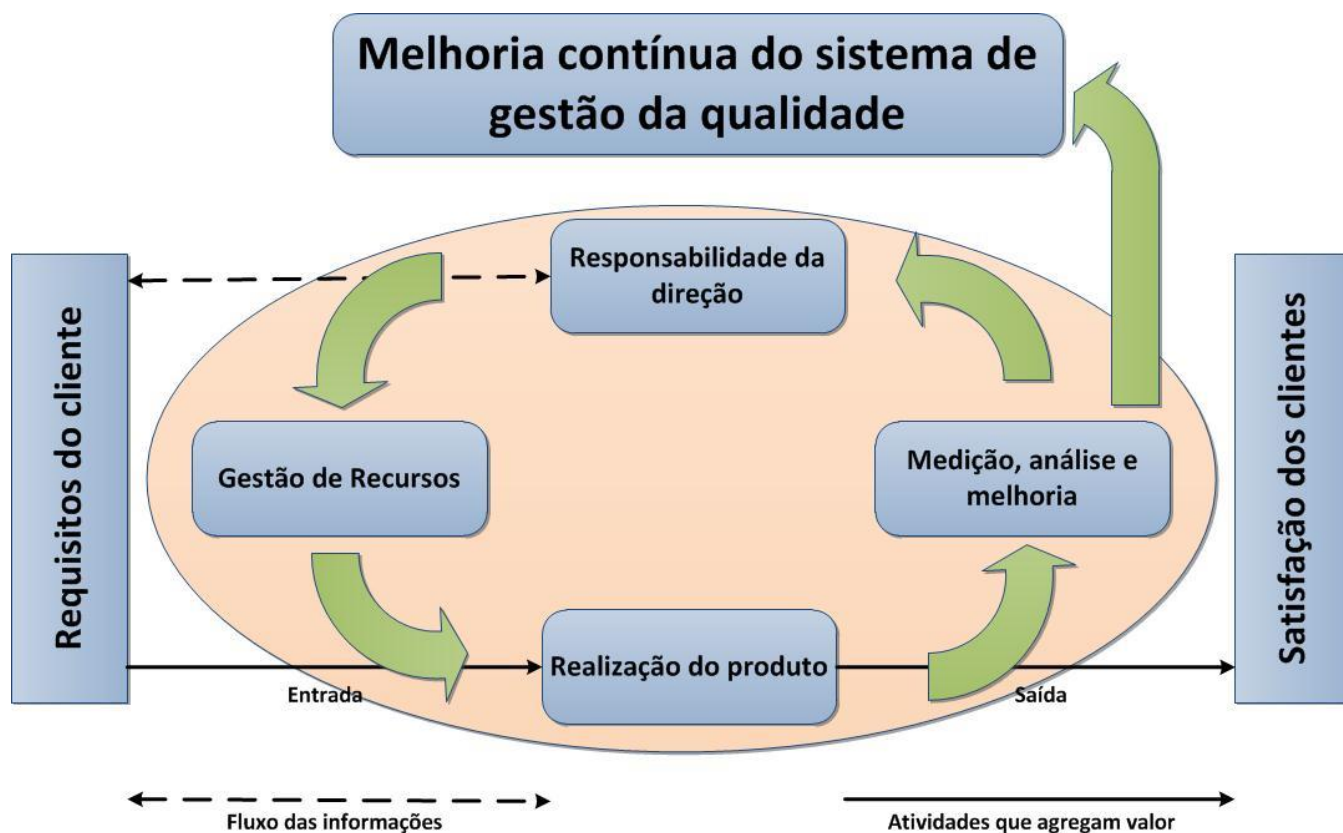 Melhoria contínua do sistema de
gestão da qualidade
Requisitos do cliente
Responsabilidade da
direção
Satisfação dos clientes
Gestão de Recursos
Medição, análise e
melhoria
Realização do produto
Entrada
Saída
Fluxo das informações
Atividades que agregam valor